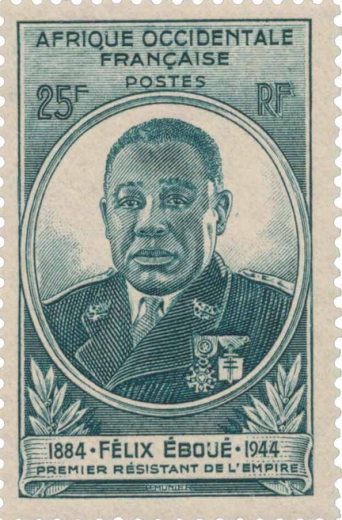 AFRIQUE OCCIDENTALE
FRANÇAISE
POSTES
25F RF
1884 · FÉLIX ÉBOUÉ · 1944
PREMIER RÉSISTANT DE L'EMPIRE